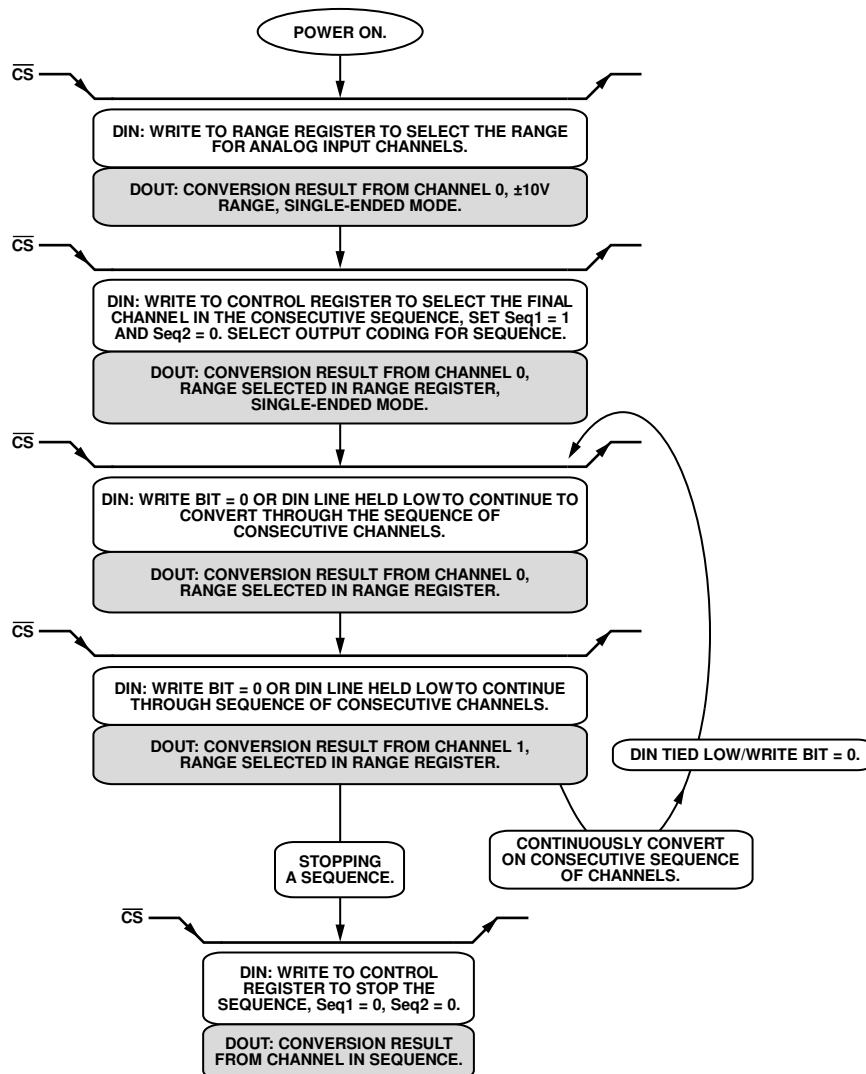 POWER ON.
CS
DIN: WRITE TO RANGE REGISTER TO SELECT THE RANGE
FOR ANALOG INPUT CHANNELS.
DOUT: CONVERSION RESULT FROM CHANNEL 0, ±10V
RANGE, SINGLE-ENDED MODE.
CS
DIN: WRITE TO CONTROL REGISTER TO SELECT THE FINAL
CHANNEL IN THE CONSECUTIVE SEQUENCE, SET Seq1 = 1
AND Seq2 = 0. SELECT OUTPUT CODING FOR SEQUENCE.
DOUT: CONVERSION RESULT FROM CHANNEL 0,
RANGE SELECTED IN RANGE REGISTER,
SINGLE-ENDED MODE.
CS
DIN: WRITE BIT = 0 OR DIN LINE HELD LOW TO CONTINUE TO
CONVERT THROUGH THE SEQUENCE OF
CONSECUTIVE CHANNELS.
DOUT: CONVERSION RESULT FROM CHANNEL 0,
RANGE SELECTED IN RANGE REGISTER.
CS
DIN: WRITE BIT = 0 OR DIN LINE HELD LOW TO CONTINUE
THROUGH SEQUENCE OF CONSECUTIVE CHANNELS.
DOUT: CONVERSION RESULT FROM CHANNEL 1,
RANGE SELECTED IN RANGE REGISTER.
DIN TIED LOW/WRITE BIT = 0.
STOPPING
A SEQUENCE.
CONTINUOUSLY CONVERT
ON CONSECUTIVE SEQUENCE
OF CHANNELS.
CS
DIN: WRITE TO CONTROL
REGISTER TO STOP THE
SEQUENCE, Seq1 = 0, Seq2 = 0.
DOUT: CONVERSION RESULT
FROM CHANNEL IN SEQUENCE.